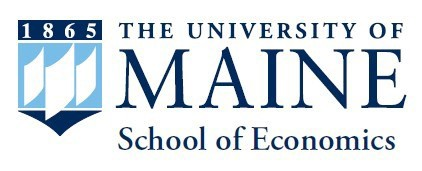 1865
THE UNIVERSITY OF
MAINE
School of Economics